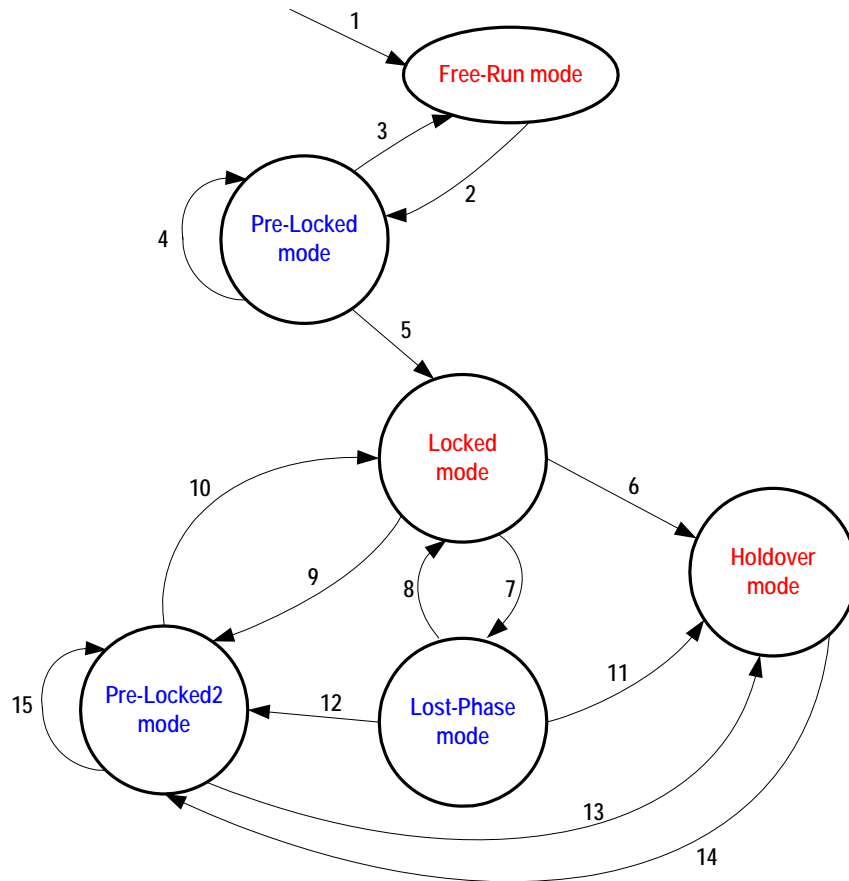 1
Free-Run mode
3
2
Pre-Locked
mode
4
5
Locked
mode
10
6
Holdover
mode
9
8
7
11
Pre-Locked2
mode
15
12
Lost-Phase
mode
13
14